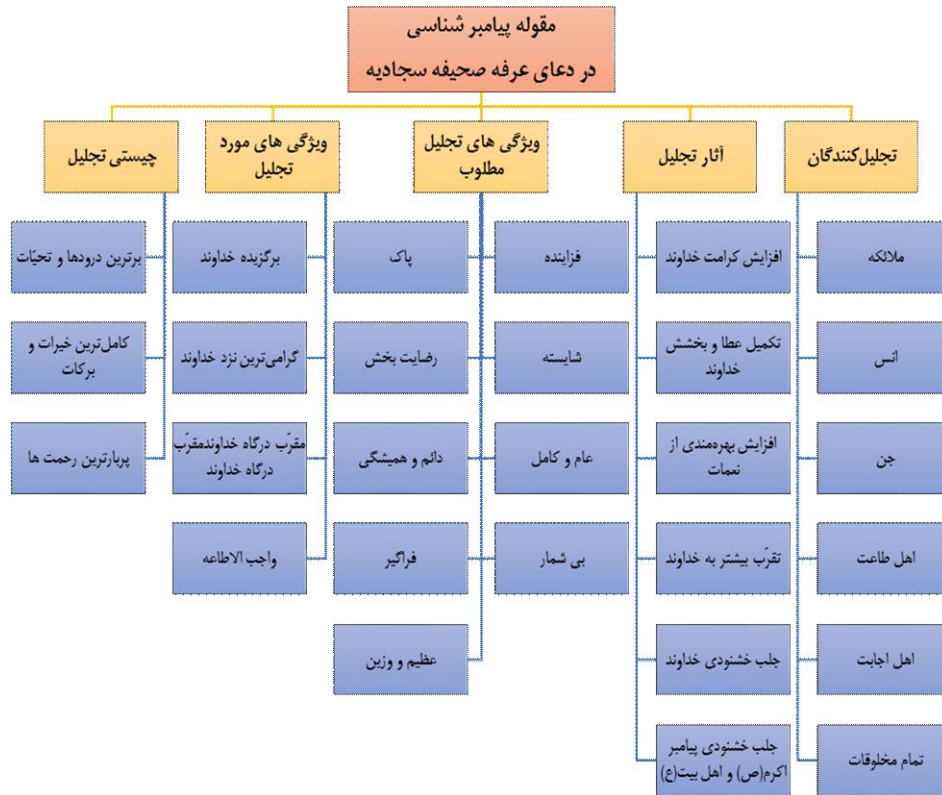 مقوله پیامبر شناسی
در دعای عرفه صحیفه سجادیه
تجلیل‌کنندگان
ملائکه
انس
جن
اهل طاعت
اهل اجابت
تمام مخلوقات
آثار تجلیل
افزایش کرامت خداوند
تکمیل عطا و بخشش
خداوند
افزایش بهره‌مندی از
نعمات
تقرّب بیشتر به خداوند
جلب خشنودی خداوند
جلب خشنودی پیامبر
اکرم(ص) و اهل بیت(ع)
ویژگی های تجلیل
مطلوب
فزاینده
پاک
شایسته
رضایت بخش
عام و کامل
دائم و همیشگی
بی شمار
فراگیر
عظیم و وزین
ویژگی های مورد
تجلیل
برگزیده خداوند
گرامی‌ترین نزد خداوند
مقرّب درگاه خداوندمقرّب
درگاه خداوند
واجب الاطاعه
چیستی تجلیل
برترین درودها و تحیّات
کامل‌ترین خیرات و
برکات
پربارترین رحمت ها